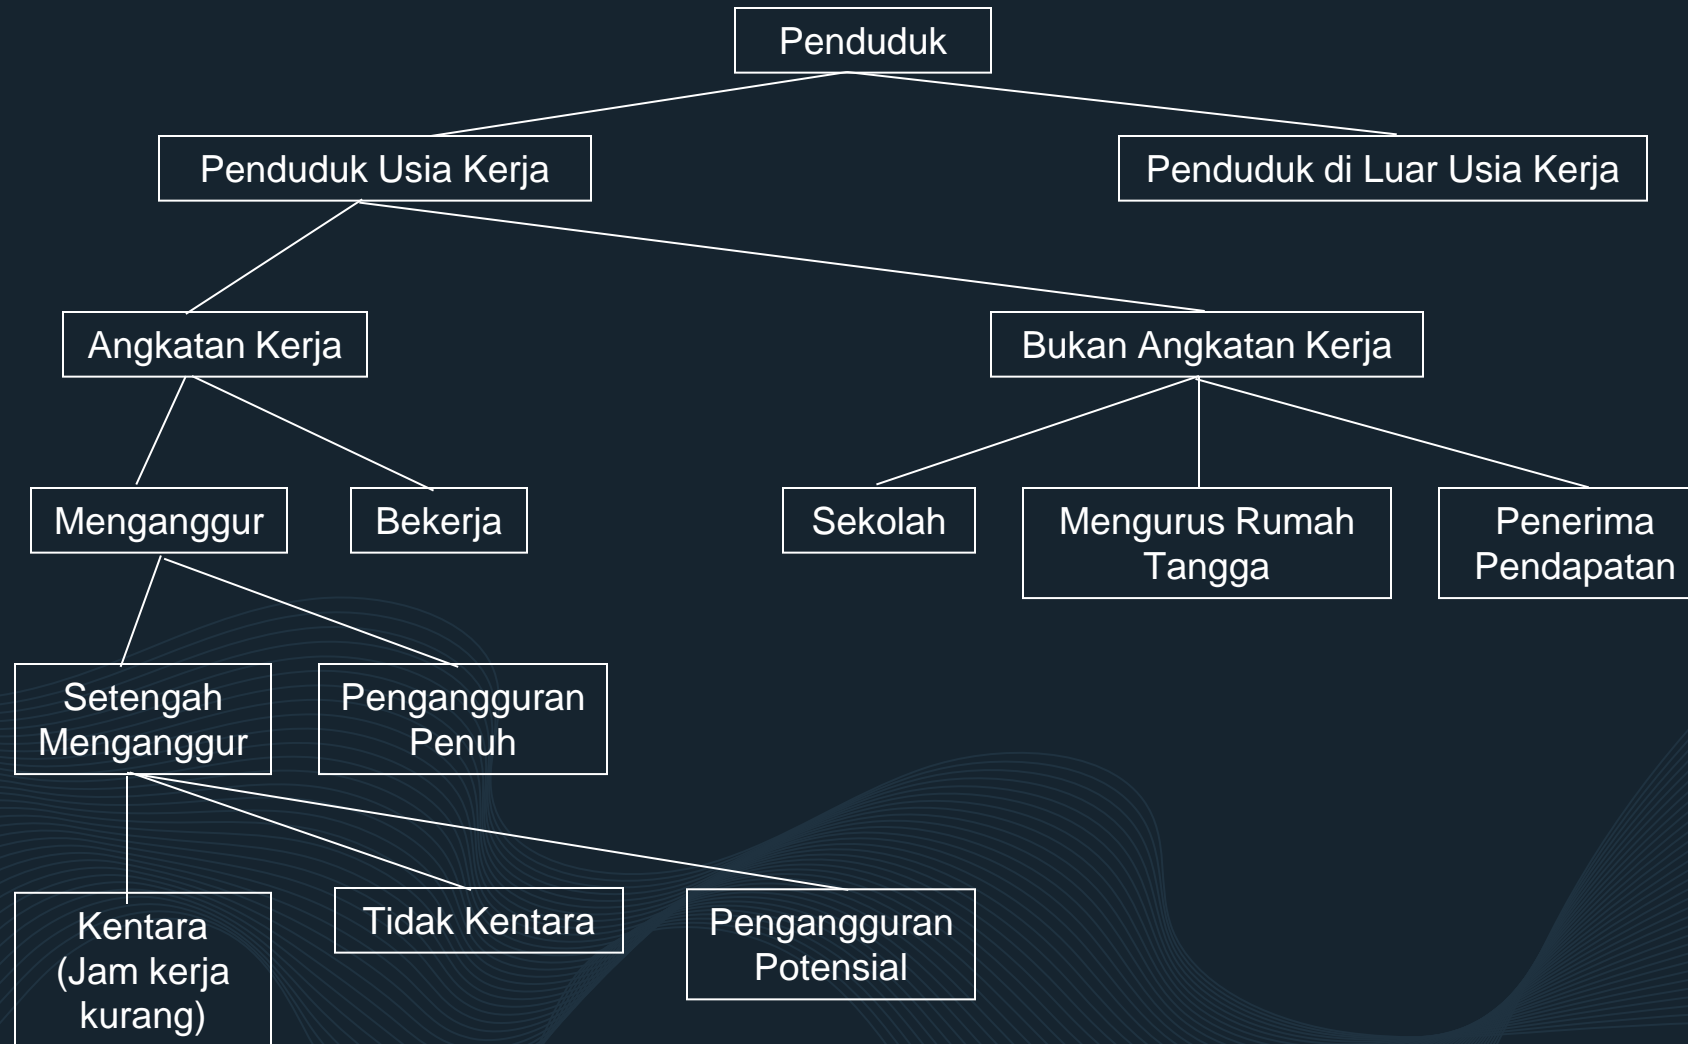 Penduduk
Penduduk Usia Kerja
Penduduk di Luar Usia Kerja
Angkatan Kerja
Bukan Angkatan Kerja
Menganggur
Bekerja
Sekolah
Mengurus Rumah
Tangga
Penerima
Pendapatan
Setengah
Menganggur
Pengangguran
Penuh
Kentara
(Jam kerja
kurang)
Tidak Kentara
Pengangguran
Potensial